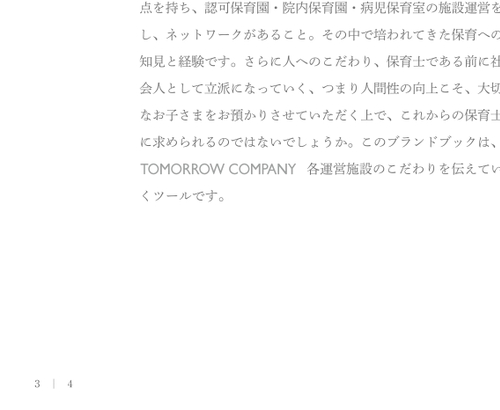 点を持ち、認可保育園・院内保育園・病児保育室の施設運営を
し、ネットワークがあること。その中で培われてきた保育への
知見と経験です。さらに人へのこだわり、保育士である前に社
会人として立派になっていく、つまり人間性の向上こそ、大切
なお子さまをお預かりさせていただく上で、これからの保育士
に求められるのではないでしょうか。このブランドブックは、
TOMORROW COMPANY 各運営施設のこだわりを伝えてい
くツールです。
3 | 4